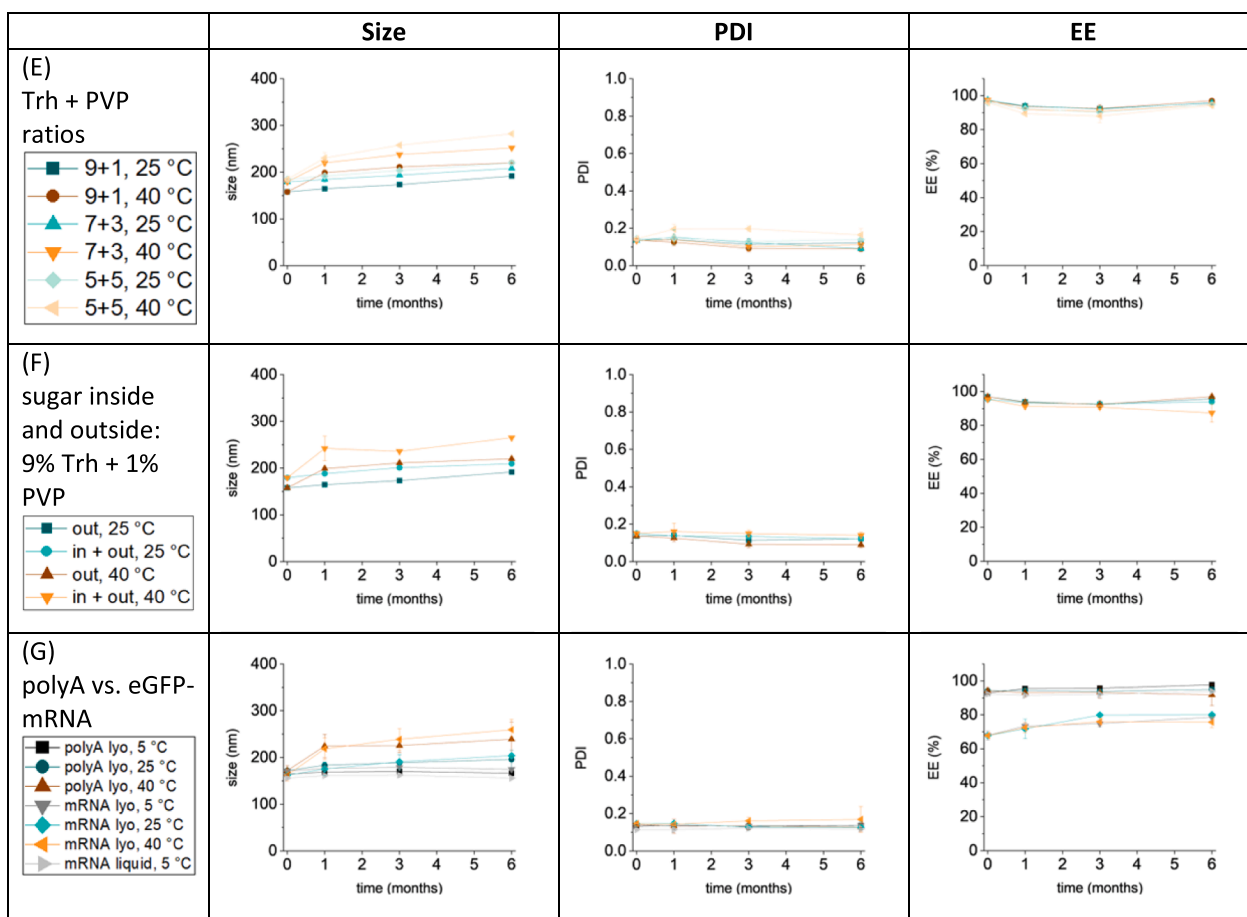 Size
PDI
EE
(E)
Trh + PVP
ratios
9+1, 25 °C
9+1, 40 °C
7+3, 25 °C
7+3, 40 °C
5+5, 25 °C
5+5, 40 °C
400
300
200
100
0
size (nm)
0 1 2 3 4 5 6
time (months)
1.0
0.8
0.6
0.4
0.2
0.0
PDI
0 1 2 3 4 5 6
time (months)
100
80
60
40
20
0
EE (%)
0 1 2 3 4 5 6
time (months)
(F)
sugar inside
and outside:
9% Trh + 1%
PVP
out, 25 °C
in + out, 25 °C
out, 40 °C
in + out, 40 °C
400
300
200
100
0
size (nm)
0 1 2 3 4 5 6
time (months)
1.0
0.8
0.6
0.4
0.2
0.0
PDI
0 1 2 3 4 5 6
time (months)
100
80
60
40
20
0
EE (%)
0 1 2 3 4 5 6
time (months)
(G)
polyA vs. eGFP-
mRNA
polyA lyo, 5 °C
polyA lyo, 25 °C
polyA lyo, 40 °C
mRNA lyo, 5 °C
mRNA lyo, 25 °C
mRNA lyo, 40 °C
mRNA liquid, 5 °C
400
300
200
100
0
size (nm)
0 1 2 3 4 5 6
time (months)
1.0
0.8
0.6
0.4
0.2
0.0
PDI
0 1 2 3 4 5 6
time (months)
100
80
60
40
20
0
EE (%)
0 1 2 3 4 5 6
time (months)